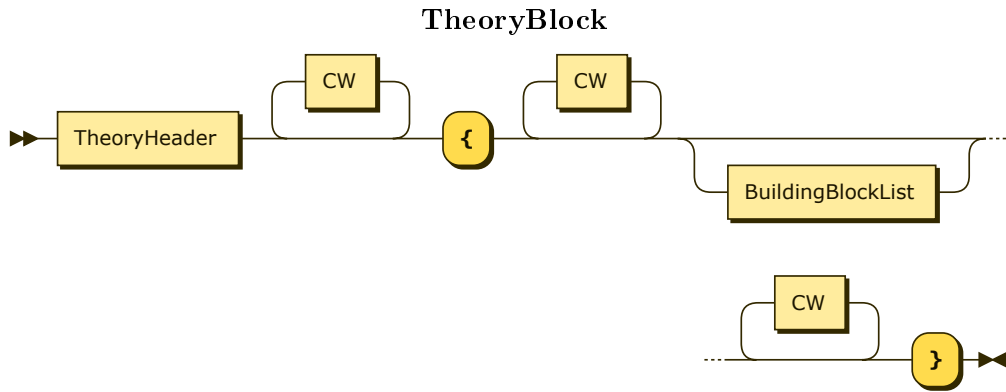 TheoryBlock
CW CW
TheoryHeader {
BuildingBlockList
CW
}